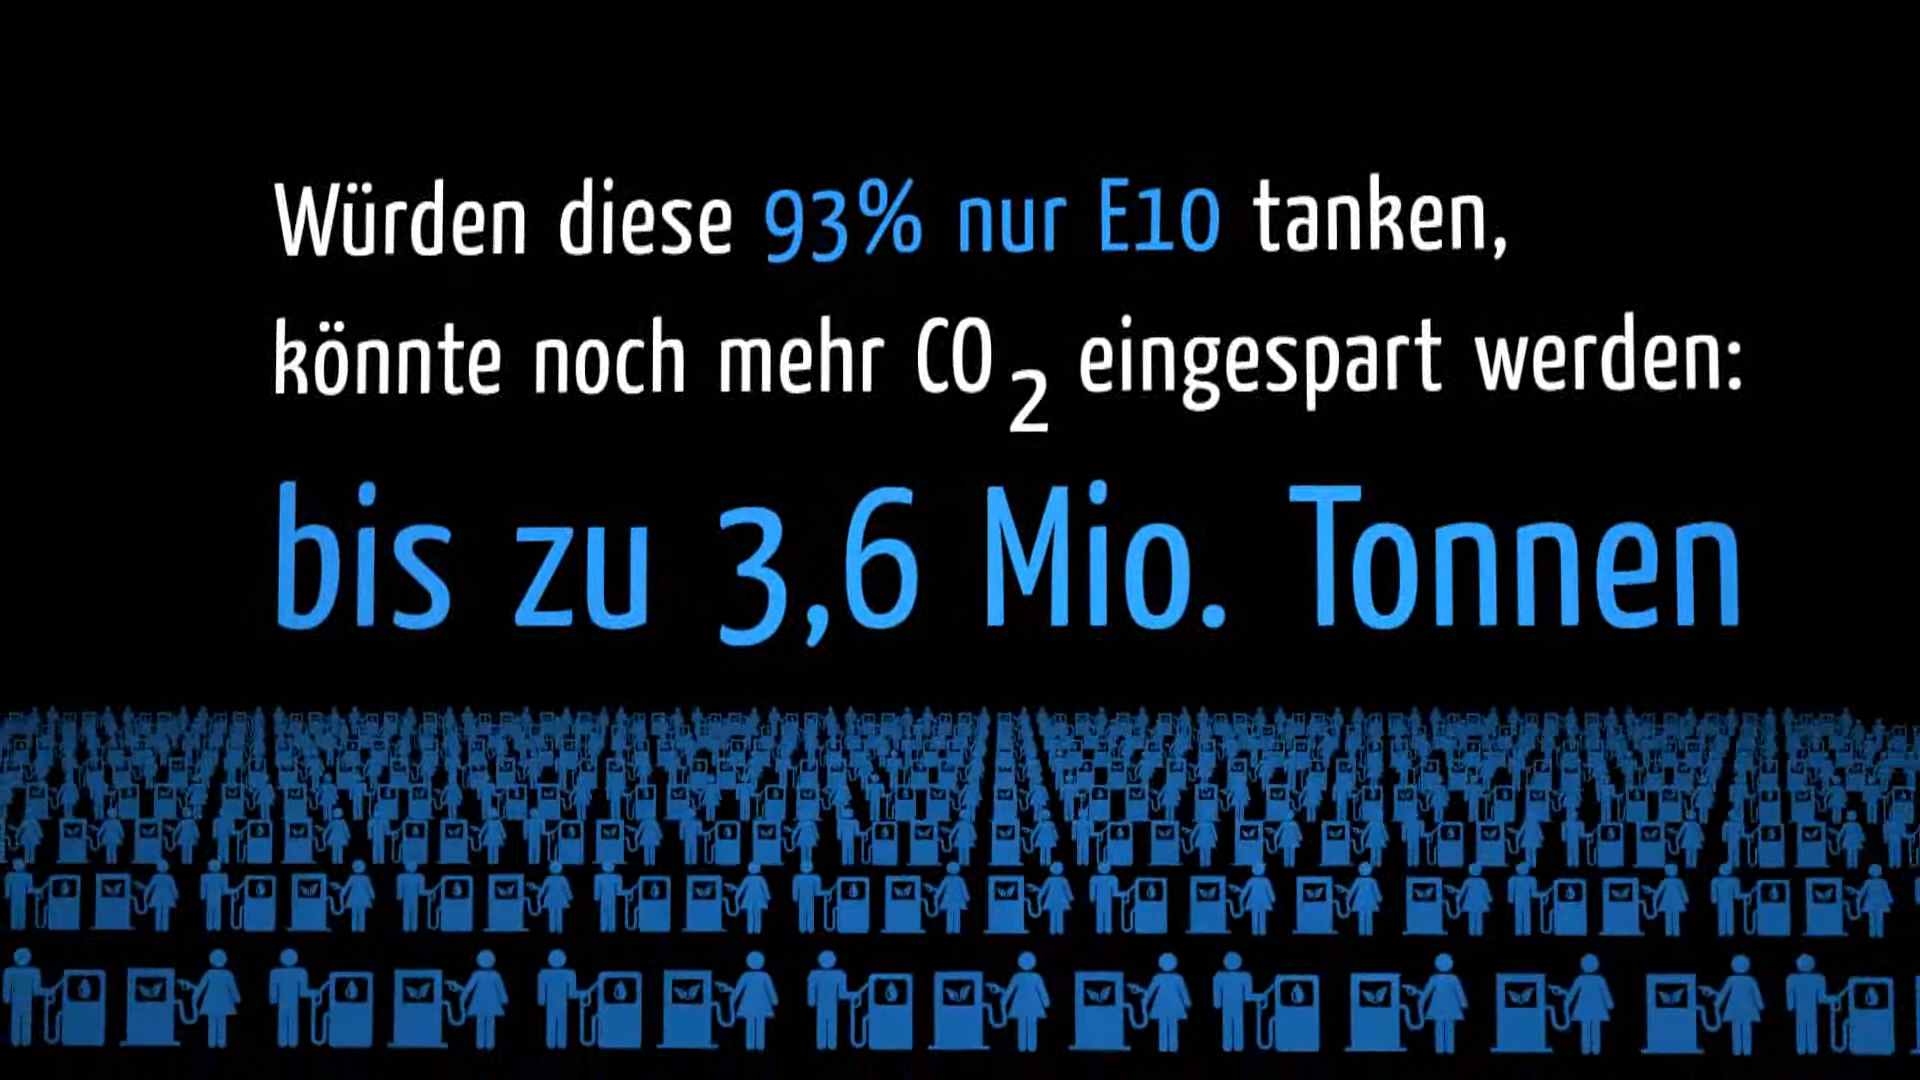 Würden diese 93% nur E10 tanken,
könnte noch mehr CO2 eingespart werden:
bis zu 3,6 Mio. Tonnen